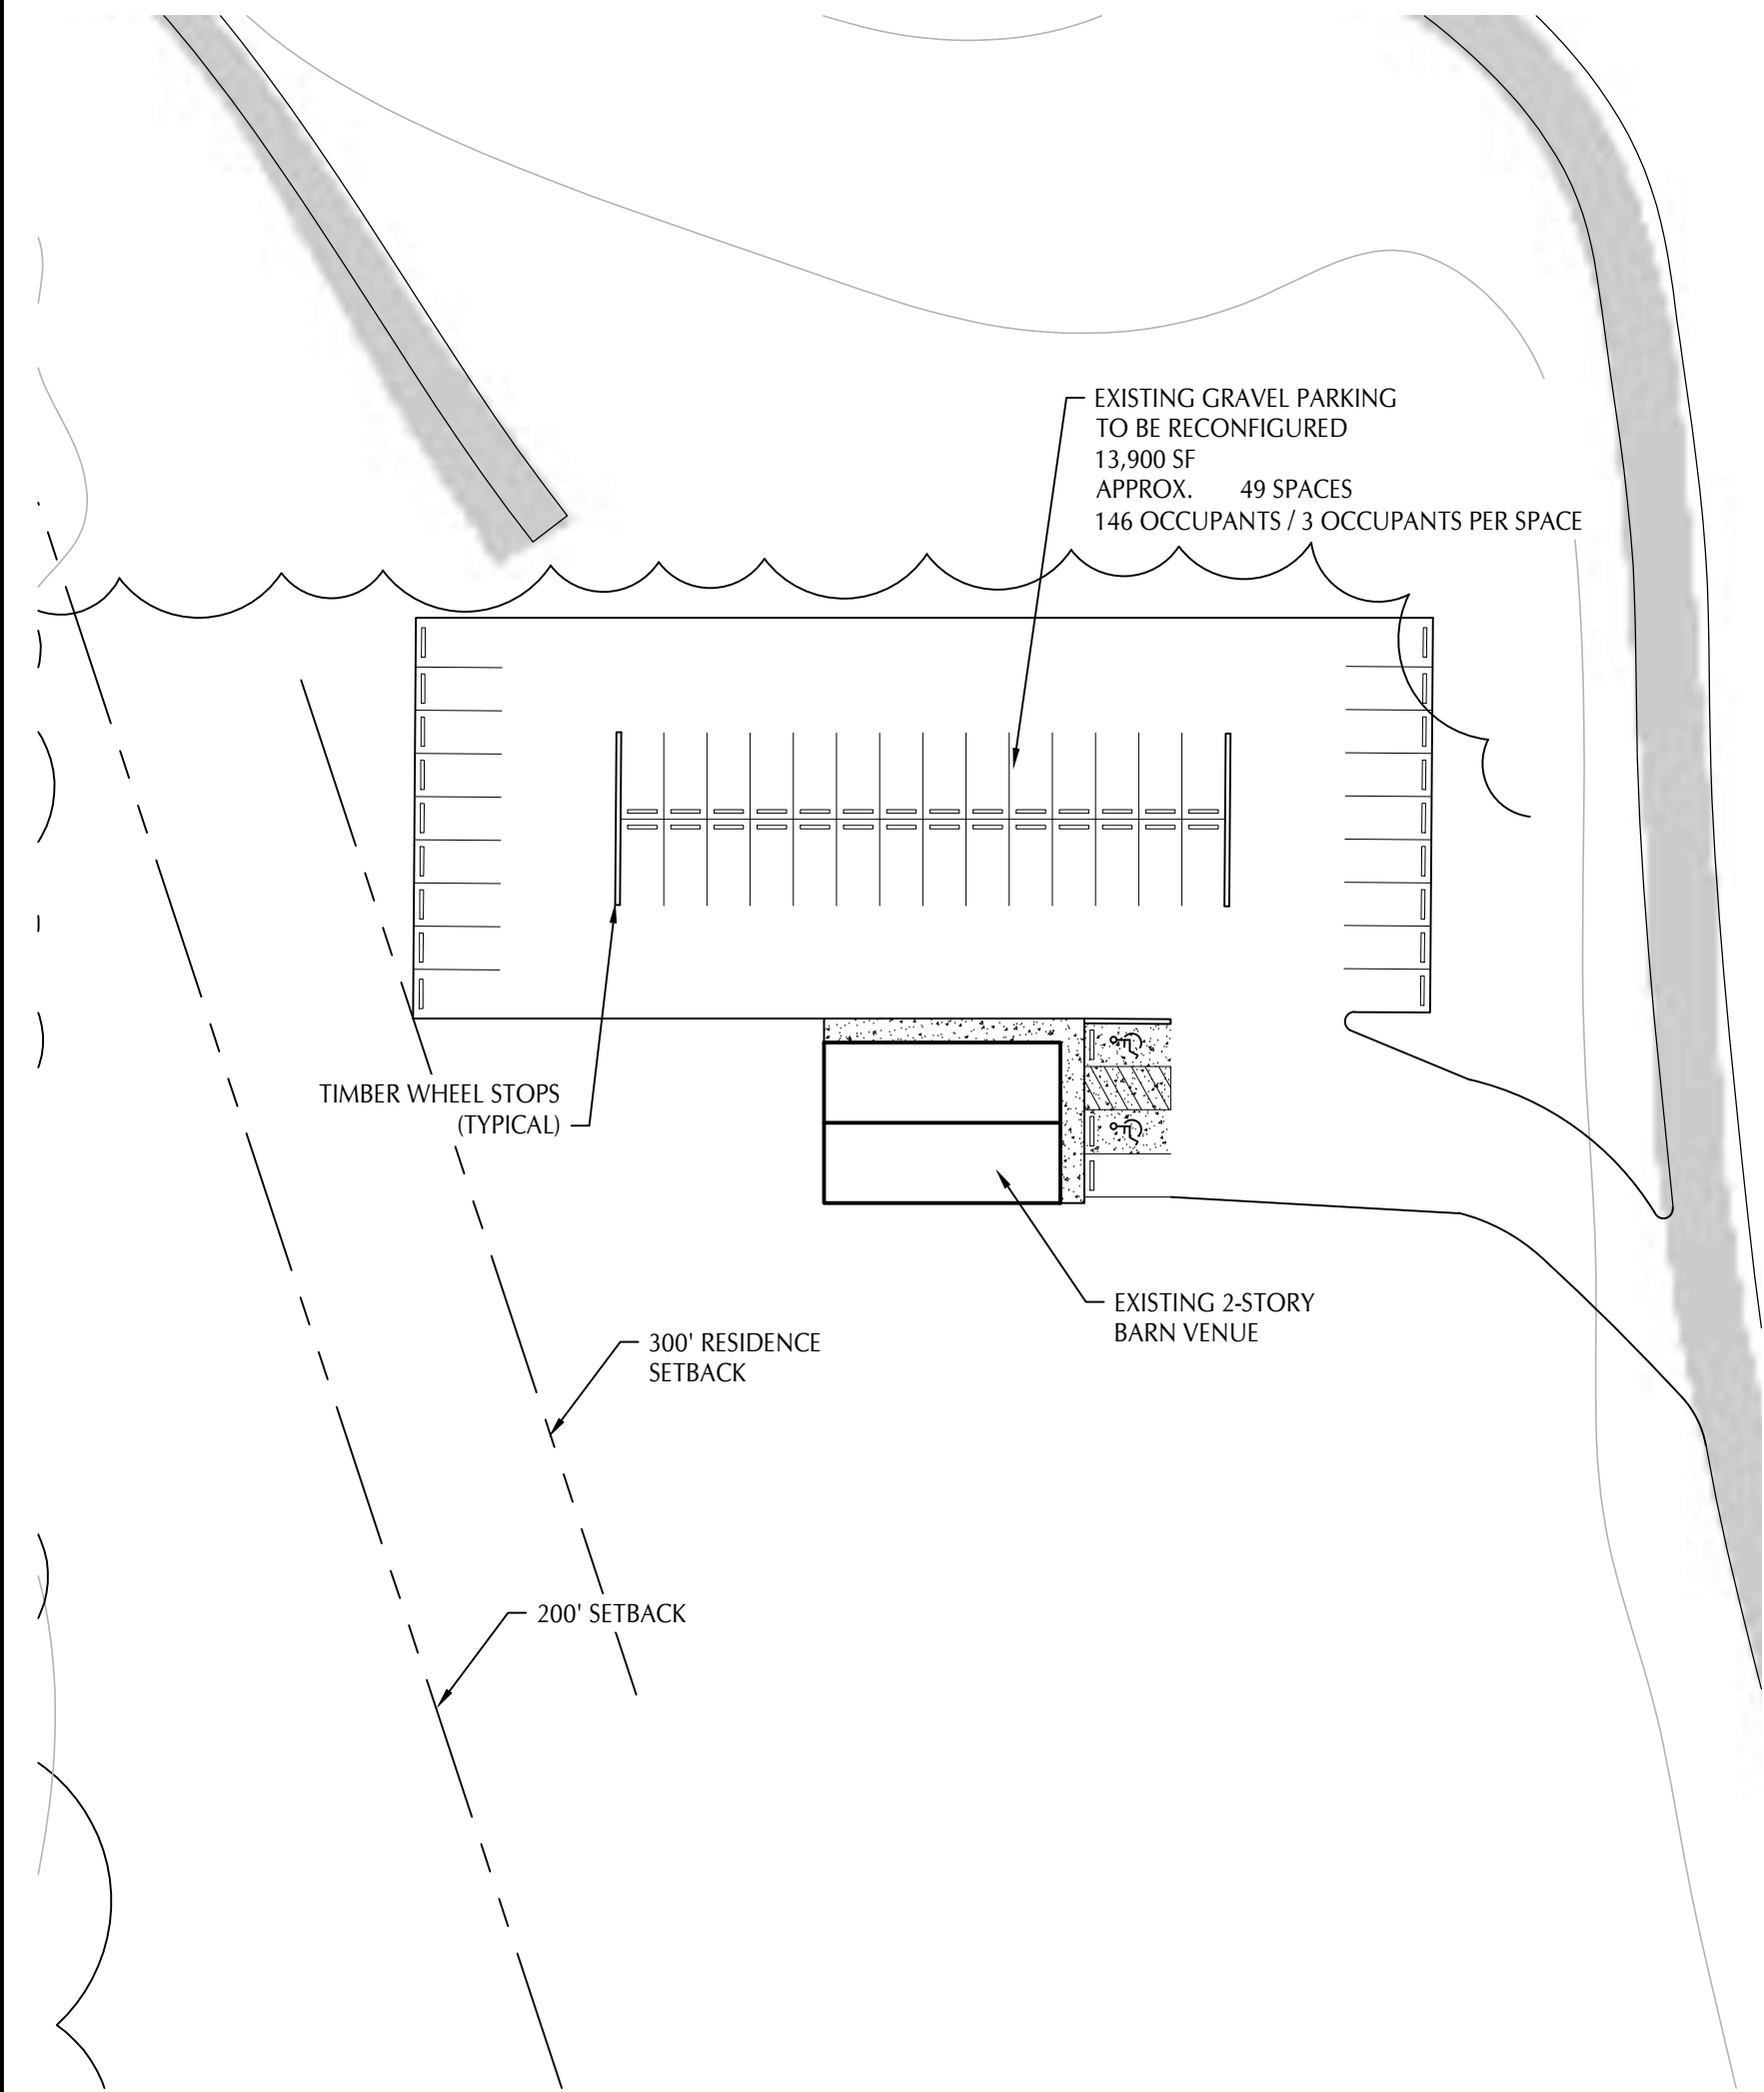 EXISTING GRAVEL PARKING
TO BE RECONFIGURED
13,900 SF
APPROX. 49 SPACES
146 OCCUPANTS / 3 OCCUPANTS PER SPACE
TIMBER WHEEL STOPS
(TYPICAL)
EXISTING 2-STORY
BARN VENUE
300' RESIDENCE
SETBACK
200' SETBACK